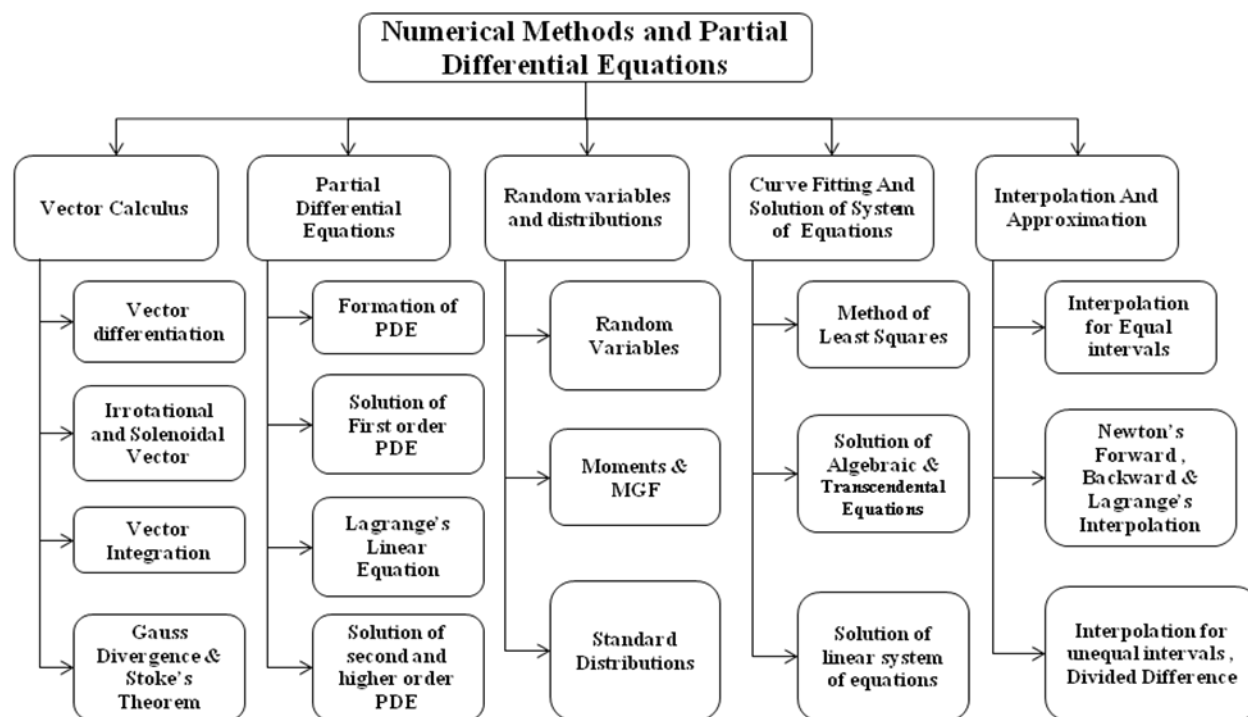 Numerical Methods and Partial
Differential Equations
Vector Calculus
Partial
Differential
Equations
Random variables
and distributions
Curve Fitting And
Solution of System
of Equations
Interpolation And
Approximation
Vector
differentiation
Irrotational
and Solenoidal
Vector
Vector
Integration
Gauss
Divergence &
Stoke's
Theorem
Formation of
PDE
Solution of
First order
PDE
Lagrange's
Linear
Equation
Solution of
second and
higher order
PDE
Random
Variables
Moments &
MGF
Standard
Distributions
Method of
Least Squares
Solution of
Algebraic &
Transcendental
Equations
Solution of
linear system
of equations
Interpolation
for Equal
intervals
Newton's
Forward ,
Backward &
Lagrange's
Interpolation
Interpolation for
unequal intervals ,
Divided Difference